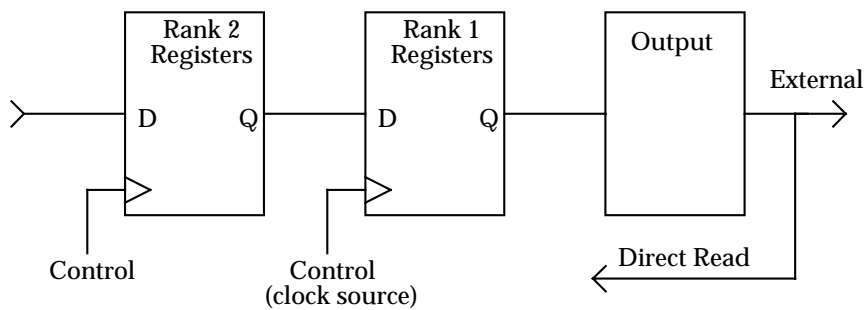 Rank 2
Registers
Rank 1
Registers
Output
External
D
Q
D
Q
Direct Read
Control
Control
(clock source)